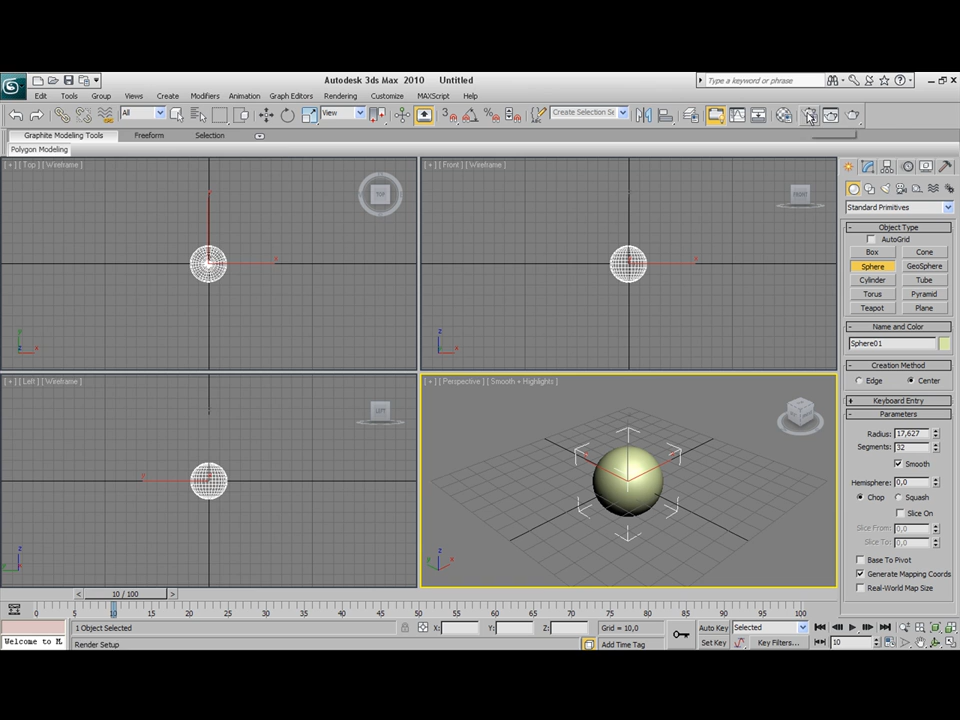 Autodesk 3ds Max 2010 Untitled
Type a keyword or phrase
Edit Tools Group Views Create Modifiers Animation Graph Editors Rendering Customize MAXScript Help
All View Create Selection Se
Graphite Modeling Tools Freeform Selection
Polygon Modeling
[ + ] [ Top ] [ Wireframe ]
TOP
[ + ] [ Front ] [ Wireframe ]
FRONT
[ + ] [ Left ] [ Wireframe ]
LEFT
[ + ] [ Perspective ] [ Smooth + Highlights ]
Standard Primitives
- Object Type
AutoGrid
Box Cone
Sphere GeoSphere
Cylinder Tube
Torus Pyramid
Teapot Plane
- Name and Color
Sphere01
- Creation Method
Edge Center
+ Keyboard Entry
- Parameters
Radius: 17,627
Segments: 32
Smooth
Hemisphere: 0,0
Chop Squash
Slice On
Slice From: 0,0
Slice To: 0,0
Base To Pivot
Generate Mapping Coords
Real-World Map Size
< 10 / 100 >
0 5 10 15 20 25 30 35 40 45 50 55 60 65 70 75 80 85 90 95 100
1 Object Selected X: Y: Z: Grid = 10,0 Auto Key Selected
Welcome to M Render Setup Add Time Tag Set Key Key Filters... 10